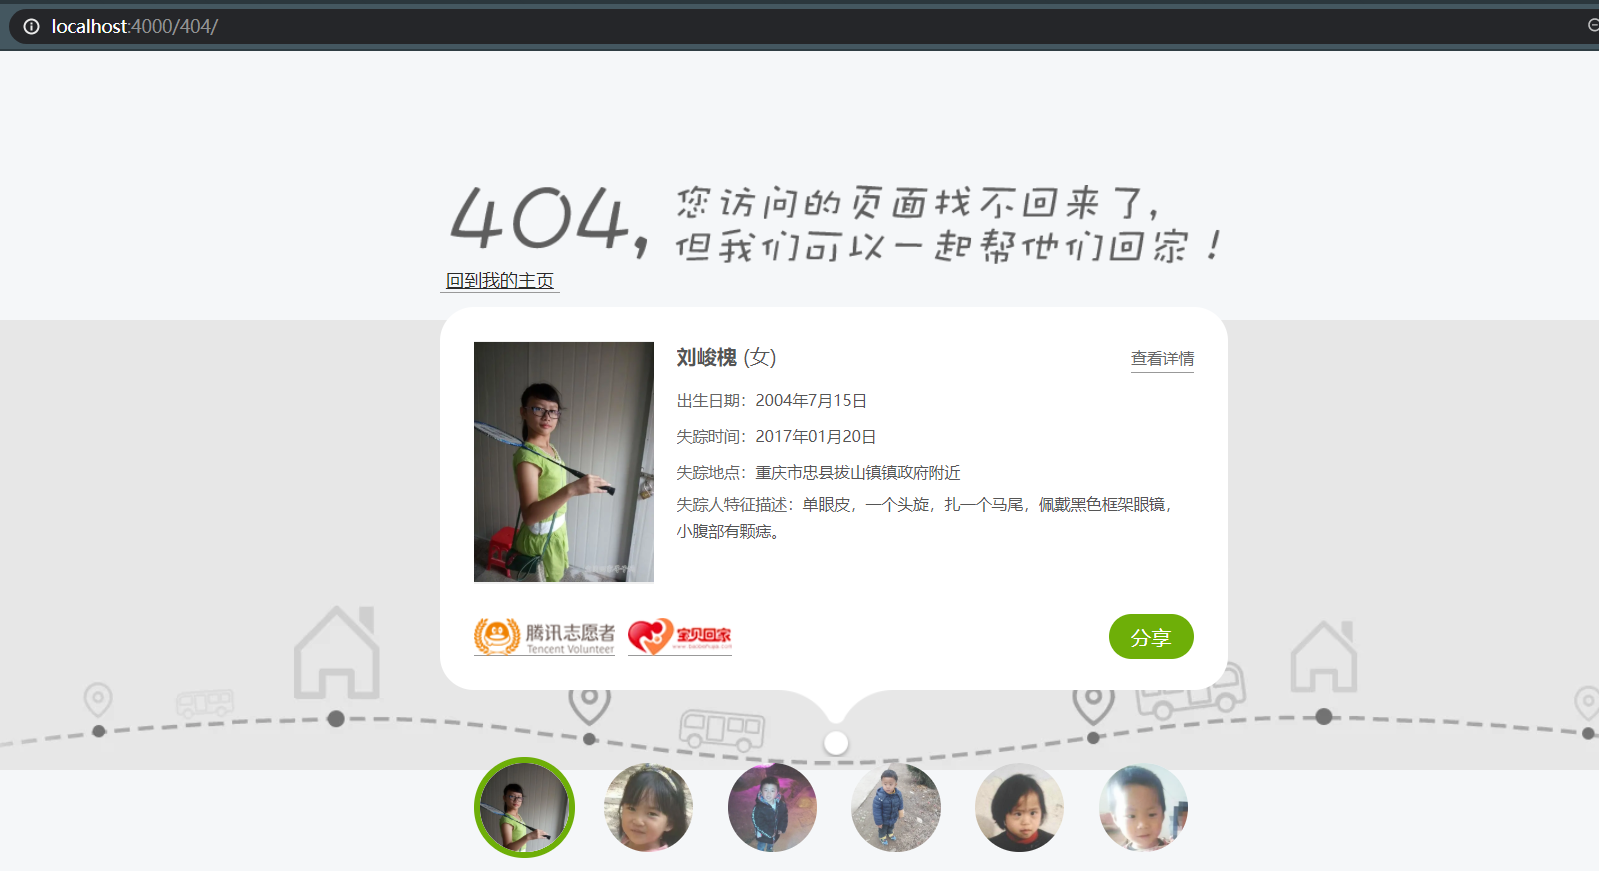 localhost:4000/404/
404,
您访问的页面找不回来了,
但我们可以一起帮他们回家！
回到我的主页
刘峻槐 (女)
查看详情
出生日期：2004年7月15日
失踪时间：2017年01月20日
失踪地点：重庆市忠县拔山镇镇政府附近
失踪人特征描述：单眼皮，一个头旋，扎一个马尾，佩戴黑色框架眼镜，
小腹部有颗痣。
腾讯志愿者
Tencent Volunteer
宝贝回家
分享